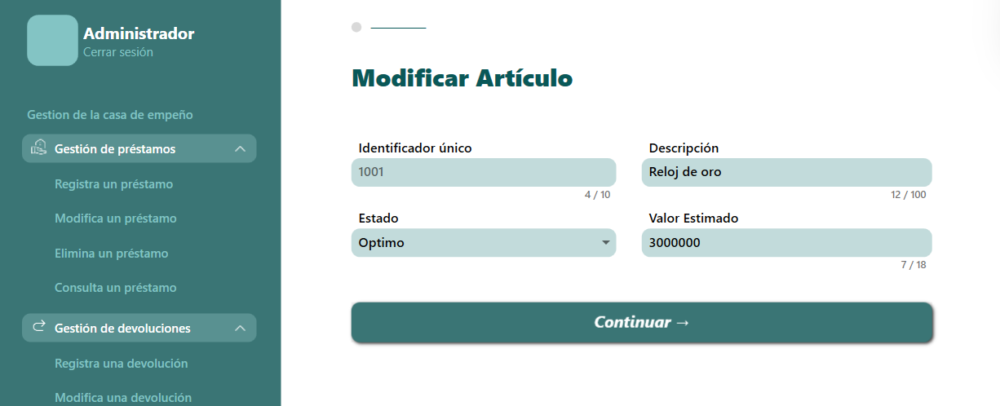 Administrador
Cerrar sesión
Gestion de la casa de empeño
Gestión de préstamos
Registra un préstamo
Modifica un préstamo
Elimina un préstamo
Consulta un préstamo
Gestión de devoluciones
Registra una devolución
Modifica una devolución
Modificar Artículo
Identificador único
1001
4 / 10
Descripción
Reloj de oro
12 / 100
Estado
Optimo
Valor Estimado
3000000
7 / 18
Continuar →